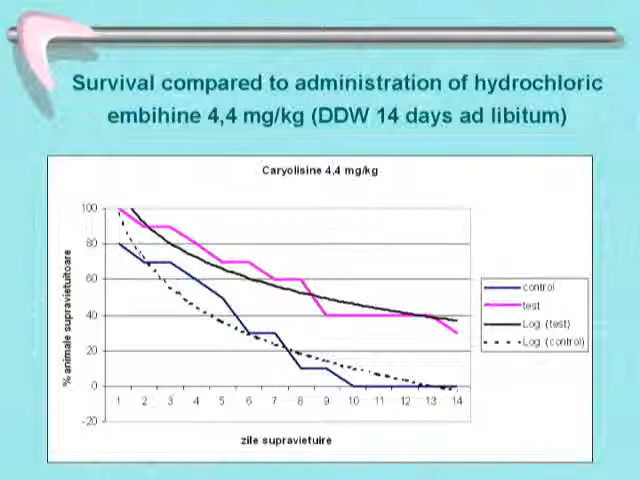 Survival compared to administration of hydrochloric
embihine 4,4 mg/kg (DDW 14 days ad libitum)
Caryolisine 4,4 mg/kg
% animale supravietuitoare
100
80
60
40
20
0
-20
1 2 3 4 5 6 7 8 9 10 11 12 13 14
zile supravietuire
control
test
Log. (test)
Log. (control)